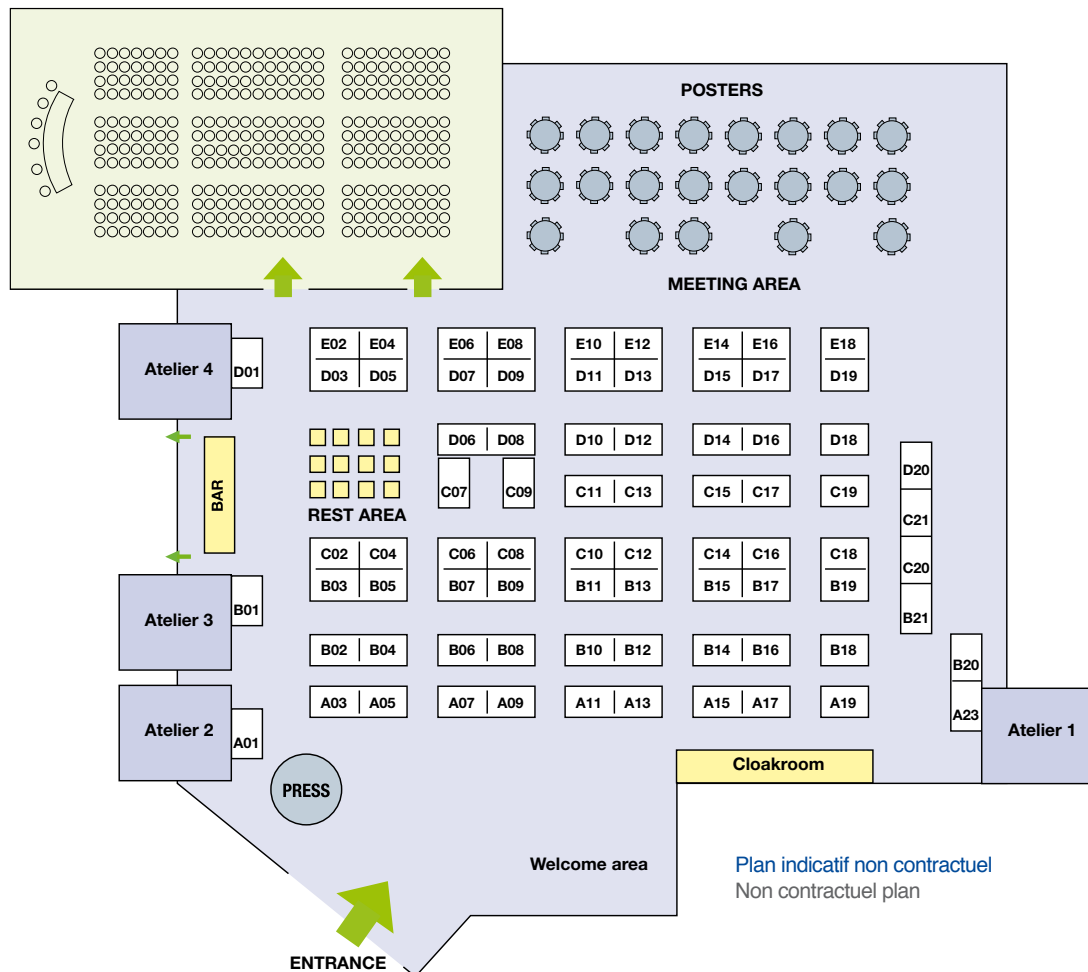 POSTERS
MEETING AREA
Atelier 4
D01
E02 E04 E06 E08 E10 E12 E14 E16 E18
D03 D05 D07 D09 D11 D13 D15 D17 D19
BAR
D06 D08 D10 D12 D14 D16 D18
C07 C09 C11 C13 C15 C17 C19
REST AREA
D20
C21
C20
B21
C02 C04 C06 C08 C10 C12 C14 C16 C18
B03 B05 B07 B09 B11 B13 B15 B17 B19
Atelier 3
B01
B02 B04 B06 B08 B10 B12 B14 B16 B18
B20
A23
Atelier 1
A03 A05 A07 A09 A11 A13 A15 A17 A19
Atelier 2
A01
Cloakroom
PRESS
Welcome area
Plan indicatif non contractuel
Non contractuel plan
ENTRANCE